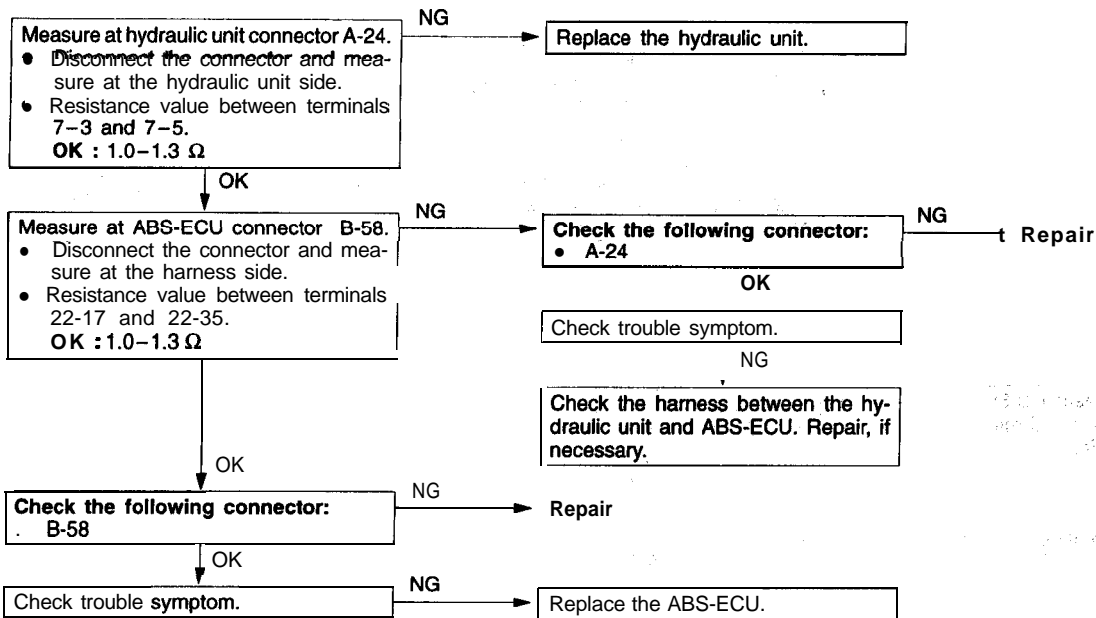 NG
Measure at hydraulic unit connector A-24.
● Disconnect the connector and mea-
sure at the hydraulic unit side.
● Resistance value between terminals
7–3 and 7–5.
OK : 1.0–1.3 Ω
Replace the hydraulic unit.
OK
Measure at ABS-ECU connector B-58.
● Disconnect the connector and mea-
sure at the harness side.
● Resistance value between terminals
22-17 and 22-35.
OK : 1.0–1.3 Ω
NG
Check the following connector:
● A-24
NG
t Repair
OK
Check trouble symptom.
NG
Check the harness between the hy-
draulic unit and ABS-ECU. Repair, if
necessary.
OK
Check the following connector:
. B-58
NG
Repair
OK
Check trouble symptom.
NG
Replace the ABS-ECU.